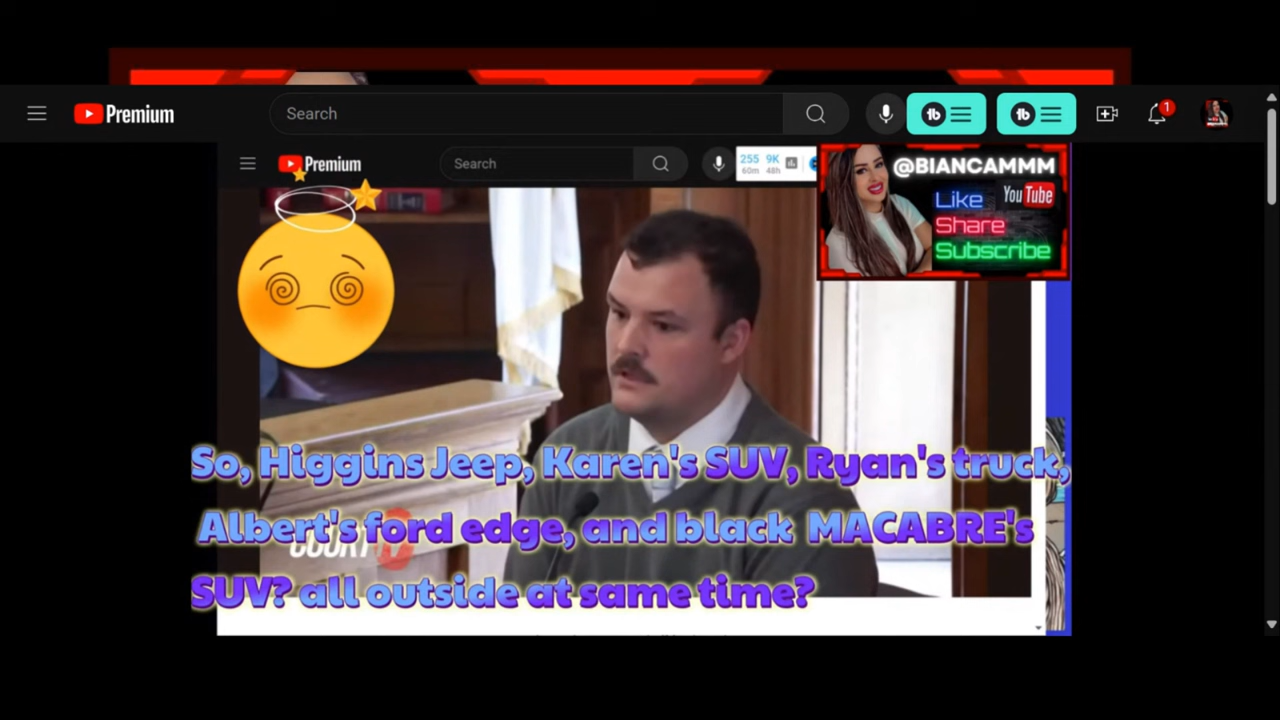 Premium
Search
1
Premium
Search
255 9K
60m 48h
@BIANCAMMM
Like
YouTube
Share
Subscribe
So, Higgins Jeep, Karen's SUV, Ryan's truck,
Albert's ford edge, and black MACABRE's
COURT
SUV? all outside at same time?